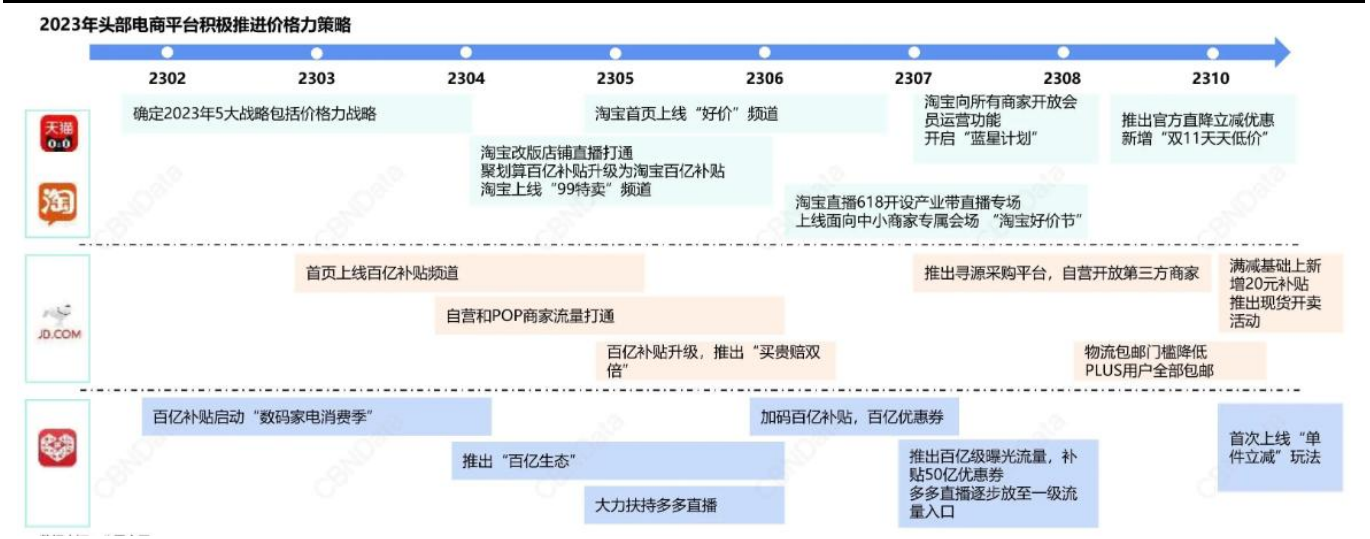 2023年头部电商平台积极推进价格力策略
2302
2303
2304
2305
2306
2307
2308
2310
天猫
淘
确定2023年5大战略包括价格力战略
淘宝改版店铺直播打通
聚划算百亿补贴升级为淘宝百亿补贴
淘宝上线“99特卖”频道
淘宝首页上线“好价”频道
淘宝直播618开设产业带直播专场
上线面向中小商家专属会场 “淘宝好价节”
淘宝向所有商家开放会
员运营功能
开启“蓝星计划”
推出官方直降立减优惠
新增“双11天天低价”
JD.COM
首页上线百亿补贴频道
自营和POP商家流量打通
百亿补贴升级，推出“买贵赔双
倍”
推出寻源采购平台，自营开放第三方商家
物流包邮门槛降低
PLUS用户全部包邮
满减基础上新
增20元补贴
推出现货开卖
活动
百亿补贴启动“数码家电消费季”
推出“百亿生态”
大力扶持多多直播
加码百亿补贴，百亿优惠券
推出百亿级曝光流量，补
贴50亿优惠券
多多直播逐步放至一级流
量入口
首次上线“单
件立减”玩法
CBNData
CBNData
CBNData
CBNData
CBNData
CBNData
CBNData
CBNData